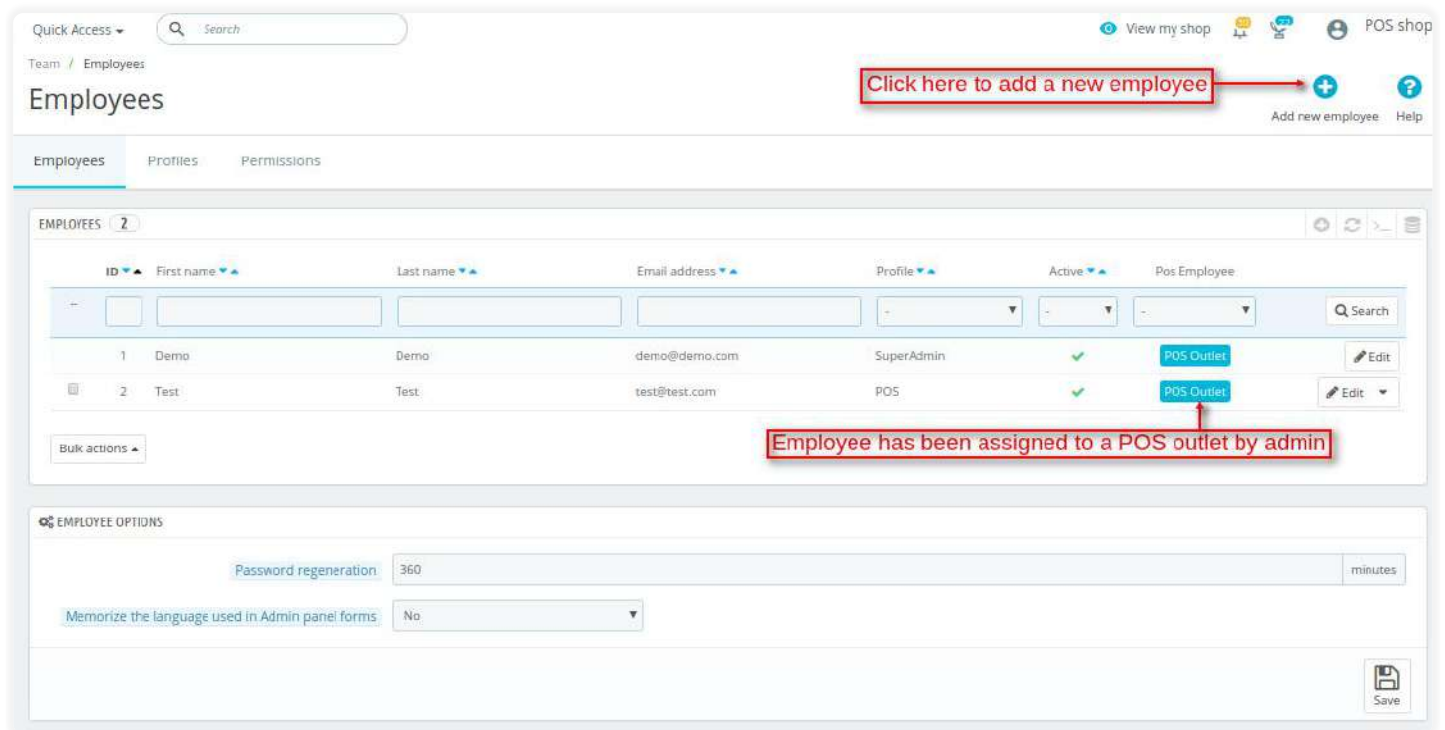 Quick Access Search View my shop POS shop
Team / Employees
Employees
Click here to add a new employee
Add new employee Help
Employees Profiles Permissions
EMPLOYEES 2
ID First name Last name Email address Profile Active Pos Employee
- - - - Search
1 Demo Demo demo@demo.com SuperAdmin POS Outlet Edit
2 Test Test test@test.com POS POS Outlet Edit
Employee has been assigned to a POS outlet by admin
Bulk actions
EMPLOYEE OPTIONS
Password regeneration 360 minutes
Memorize the language used in Admin panel forms No
Save